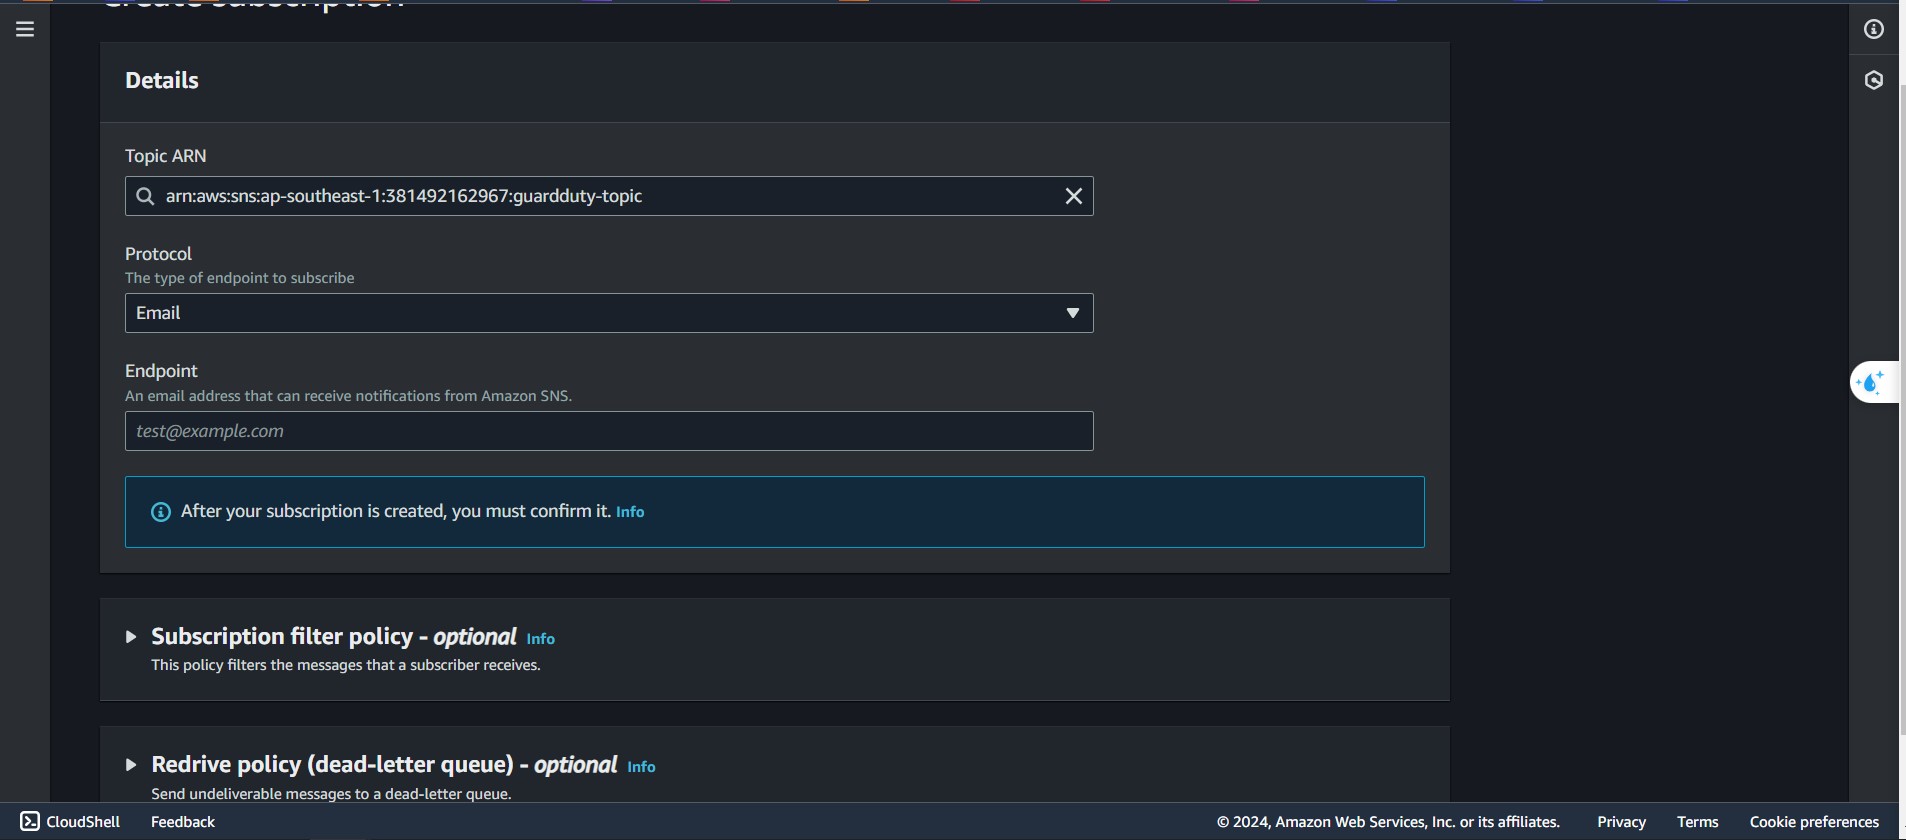 Create subscription
Details
Topic ARN
arn:aws:sns:ap-southeast-1:381492162967:guardduty-topic
Protocol
The type of endpoint to subscribe
Email
Endpoint
An email address that can receive notifications from Amazon SNS.
test@example.com
After your subscription is created, you must confirm it. Info
Subscription filter policy - optional Info
This policy filters the messages that a subscriber receives.
Redrive policy (dead-letter queue) - optional Info
Send undeliverable messages to a dead-letter queue.
CloudShell Feedback © 2024, Amazon Web Services, Inc. or its affiliates. Privacy Terms Cookie preferences